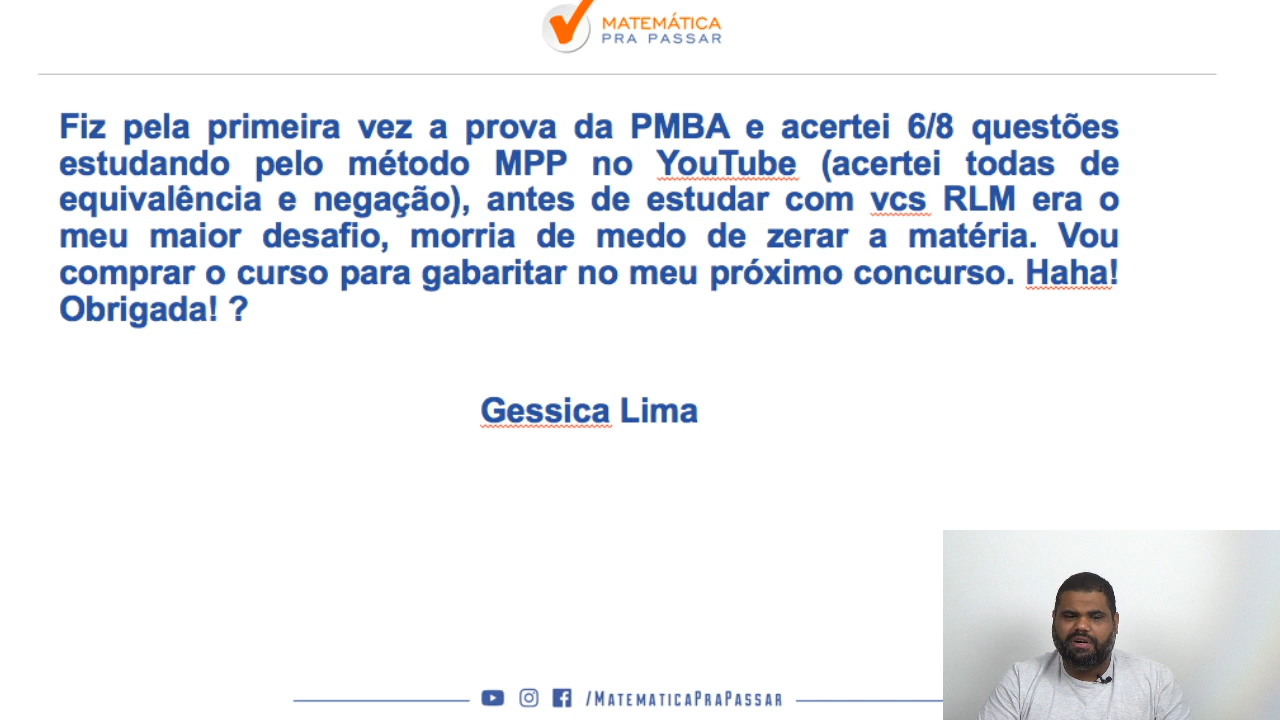 MATEMÁTICA
PRA PASSAR
Fiz pela primeira vez a prova da PMBA e acertei 6/8 questões
estudando pelo método MPP no YouTube (acertei todas de
equivalência e negação), antes de estudar com vcs RLM era o
meu maior desafio, morria de medo de zerar a matéria. Vou
comprar o curso para gabaritar no meu próximo concurso. Haha!
Obrigada! ?
Gessica Lima
/MATEMATICAPRAPASSAR